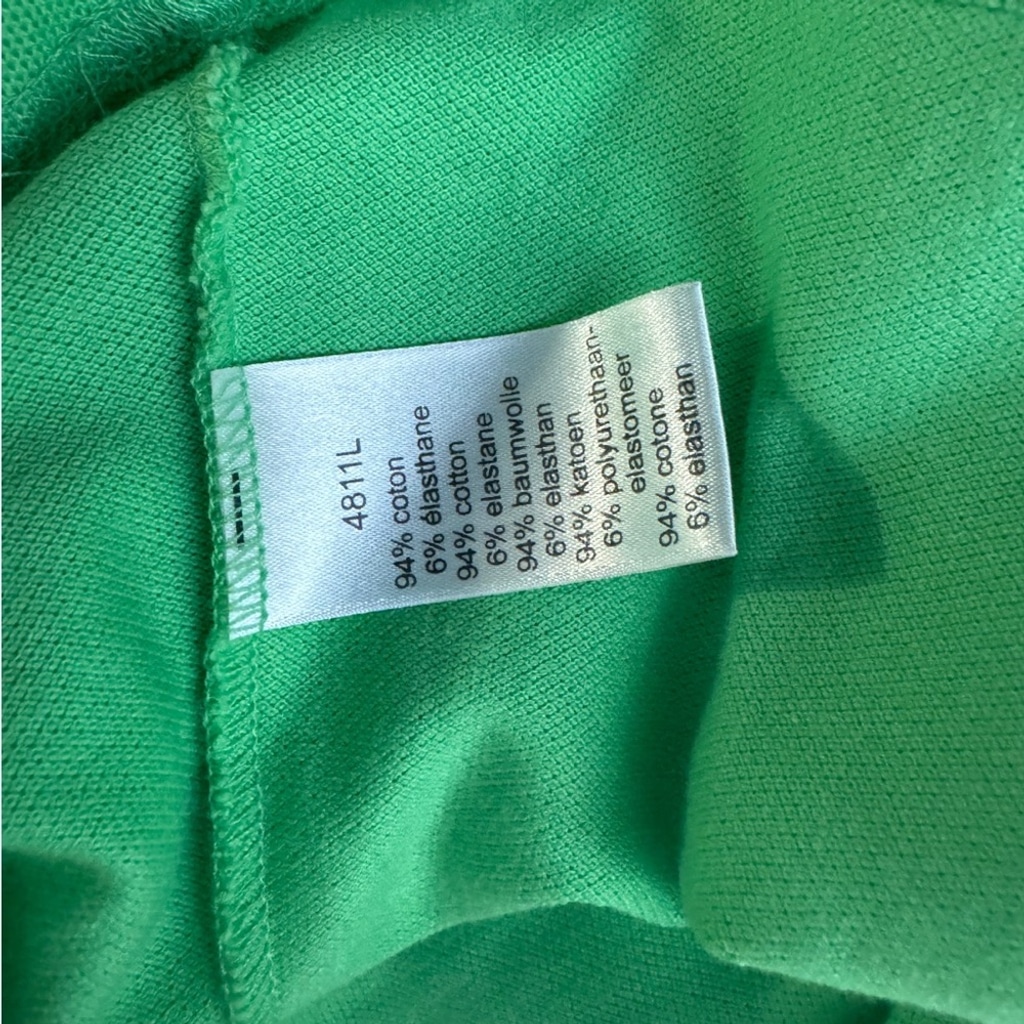 4811L
94% coton
6% élasthane
94% cotton
6% elastane
94% baumwolle
6% elasthan
94% katoen
6% polyurethaan-
elastomeer
94% cotone
6% elasthan